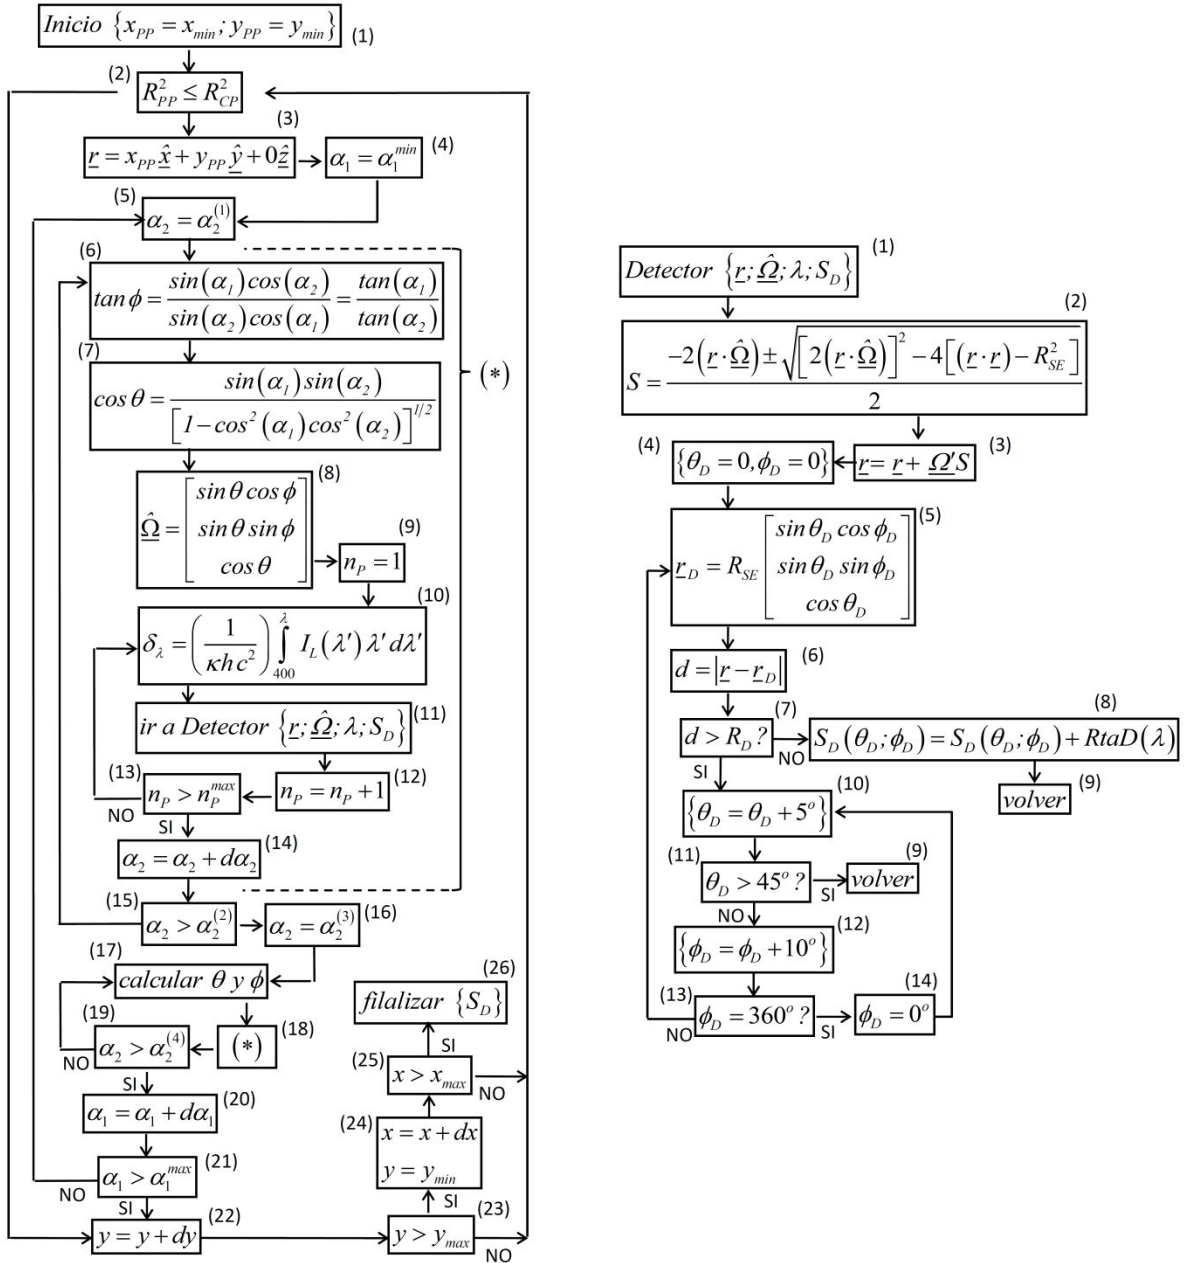 Inico {x_PP = x_min; y_PP = y_min} (1)
(2) R²_PP ≤ R²_CP
(3)
r = x_PP x̂ + y_PP ŷ + 0ẑ
α₁ = α₁^min (4)
(5) α₂ = α₂^(1)
(6)
tan ϕ = sin(α₁)cos(α₂) / sin(α₂)cos(α₁) = tan(α₁) / tan(α₂)
(7)
cos θ = sin(α₁)sin(α₂) / [1 − cos²(α₁)cos²(α₂)]^1/2
(*)
(8)
Ω̂ = [sin θ cos ϕ
sin θ sin ϕ
cos θ]
(9)
n_P = 1
(10)
δ_λ = (1 / κhc²) ∫₄₀₀^λ I_L(λ') λ' dλ'
ir a Detector {r; Ω̂; λ; S_D} (11)
(12)
n_P = n_P + 1
(13)
n_P > n_P^max
NO
SI
(14)
α₂ = α₂ + dα₂
(15)
α₂ > α₂^(2)
α₂ = α₂^(3) (16)
(17)
calcular θ y ϕ
(18)
(*)
(19)
α₂ > α₂^(4)
NO
SI
(20)
α₁ = α₁ + dα₁
(21)
α₁ > α₁^max
NO
SI
(22)
y = y + dy
(23)
y > y_max
NO
SI
(24)
x = x + dx
y = y_min
(25)
x > x_max
NO
SI
(26)
filalizar {S_D}
(1)
Detector {r; Ω̂; λ; S_D}
(2)
S = −2(r · Ω̂) ± √([2(r · Ω̂)]² − 4[(r · r) − R²_SE]) / 2
(3)
r = r + Ω'S
(4)
{θ_D = 0, ϕ_D = 0}
(5)
r_D = R_SE [sin θ_D cos ϕ_D
sin θ_D sin ϕ_D
cos θ_D]
(6)
d = |r − r_D|
(7)
d > R_D ?
NO
SI
(8)
S_D(θ_D; ϕ_D) = S_D(θ_D; ϕ_D) + RtaD(λ)
(9)
volver
(10)
{θ_D = θ_D + 5°}
(11)
θ_D > 45° ?
SI
NO
(9)
volver
(12)
{ϕ_D = ϕ_D + 10°}
(13)
ϕ_D = 360° ?
NO
SI
(14)
ϕ_D = 0°